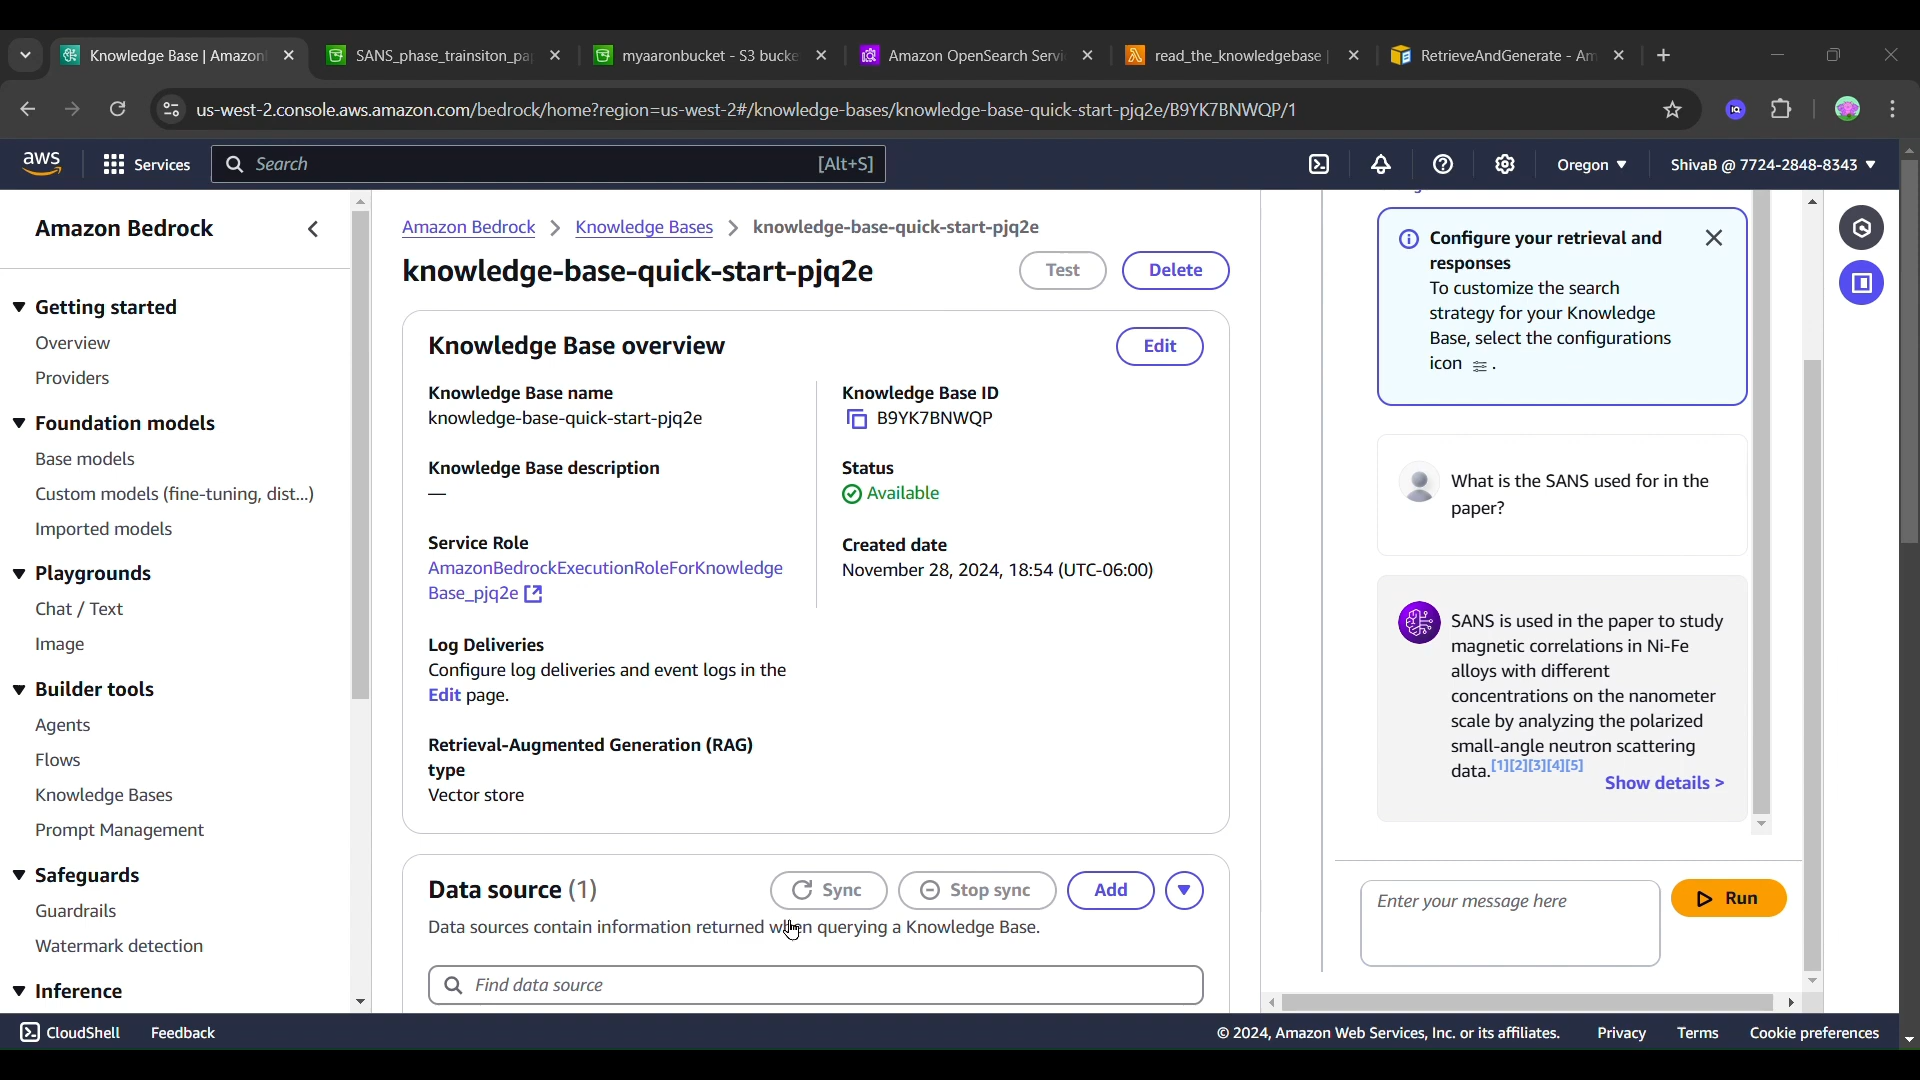 Knowledge Base | Amazon
SANS_phase_trainsiton_pa
myaaronbucket - S3 bucke
Amazon OpenSearch Servi
read_the_knowledgebase |
RetrieveAndGenerate - Am
us-west-2.console.aws.amazon.com/bedrock/home?region=us-west-2#/knowledge-bases/knowledge-base-quick-start-pjq2e/B9YK7BNWQP/1
aws
Services
Search
[Alt+S]
Oregon
ShivaB @ 7724-2848-8343
Amazon Bedrock
Getting started
Overview
Providers
Foundation models
Base models
Custom models (fine-tuning, dist...)
Imported models
Playgrounds
Chat / Text
Image
Builder tools
Agents
Flows
Knowledge Bases
Prompt Management
Safeguards
Guardrails
Watermark detection
Inference
Amazon Bedrock
Knowledge Bases
knowledge-base-quick-start-pjq2e
knowledge-base-quick-start-pjq2e
Test
Delete
Knowledge Base overview
Edit
Knowledge Base name
knowledge-base-quick-start-pjq2e
Knowledge Base description
—
Service Role
AmazonBedrockExecutionRoleForKnowledge
Base_pjq2e
Log Deliveries
Configure log deliveries and event logs in the
Edit page.
Retrieval-Augmented Generation (RAG)
type
Vector store
Knowledge Base ID
B9YK7BNWQP
Status
Available
Created date
November 28, 2024, 18:54 (UTC-06:00)
Data source (1)
Sync
Stop sync
Add
Data sources contain information returned when querying a Knowledge Base.
Find data source
Configure your retrieval and
responses
To customize the search
strategy for your Knowledge
Base, select the configurations
icon .
What is the SANS used for in the
paper?
SANS is used in the paper to study
magnetic correlations in Ni-Fe
alloys with different
concentrations on the nanometer
scale by analyzing the polarized
small-angle neutron scattering
data.[1][2][3][4][5]
Show details >
Enter your message here
Run
CloudShell
Feedback
© 2024, Amazon Web Services, Inc. or its affiliates.
Privacy
Terms
Cookie preferences